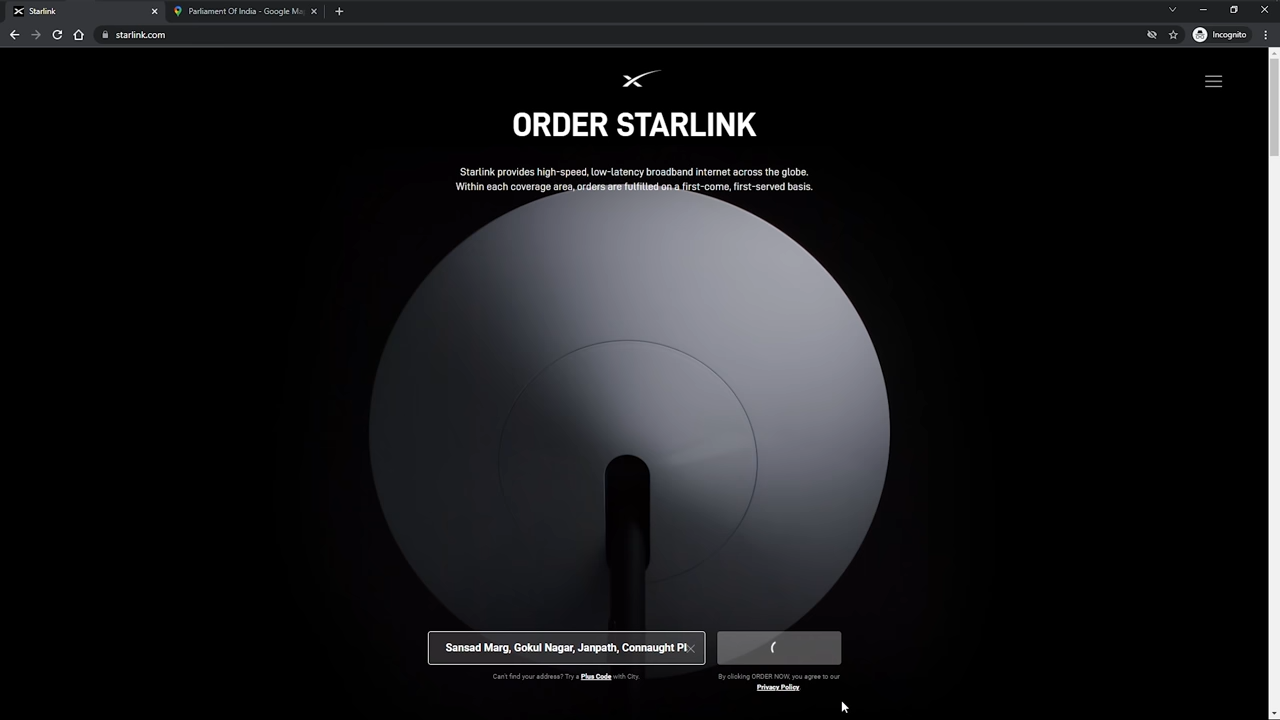 Starlink
Parliament Of India - Google Ma
starlink.com
Incognito
ORDER STARLINK
Starlink provides high-speed, low-latency broadband internet across the globe.
Within each coverage area, orders are fulfilled on a first-come, first-served basis.
Sansad Marg, Gokul Nagar, Janpath, Connaught Pl
Can't find your address? Try a Plus Code with City.
By clicking ORDER NOW, you agree to our
Privacy Policy